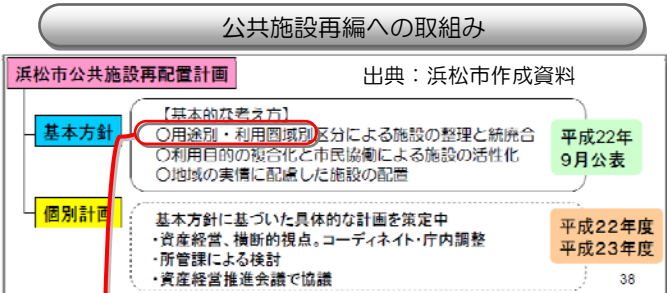 公共施設再編への取組み
浜松市公共施設再配置計画
出典：浜松市作成資料
基本方針
【基本的な考え方】
○用途別・利用圏域別区分による施設の整理と統廃合
○利用目的の複合化と市民協働による施設の活性化
○地域の実情に配慮した施設の配置
平成22年
9月公表
個別計画
基本方針に基づいた具体的な計画を策定中
・資産経営、横断的視点。コーディネイト・庁内調整
・所管課による検討
・資産経営推進会議で協議
平成22年度
平成23年度
38